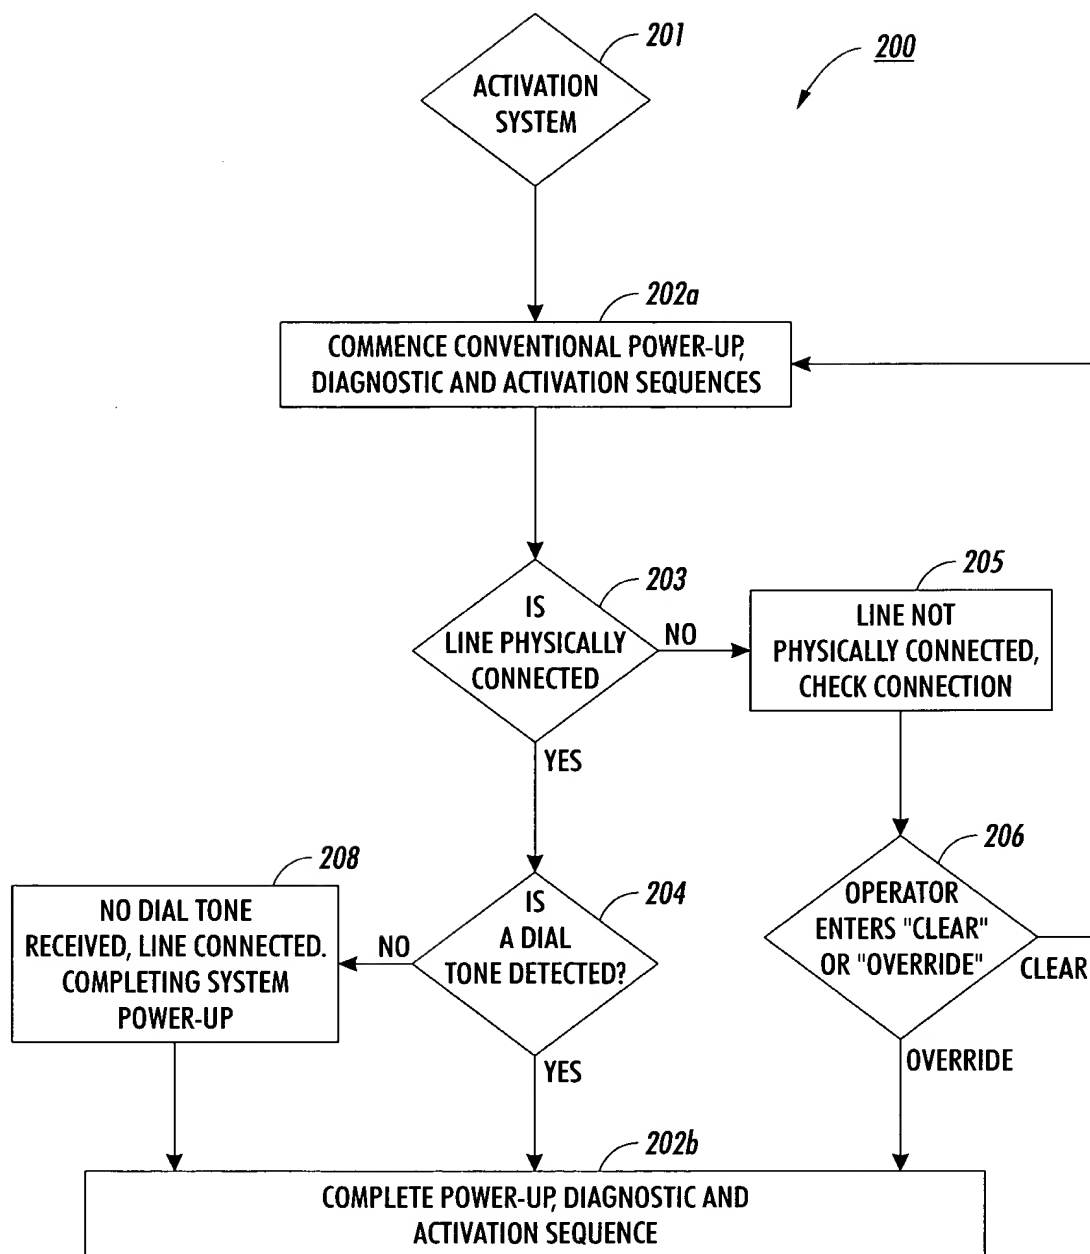 201
200
ACTIVATION
SYSTEM
202a
COMMENCE CONVENTIONAL POWER-UP,
DIAGNOSTIC AND ACTIVATION SEQUENCES
203
IS
LINE PHYSICALLY
CONNECTED
NO
YES
205
LINE NOT
PHYSICALLY CONNECTED,
CHECK CONNECTION
206
OPERATOR
ENTERS "CLEAR"
OR "OVERRIDE"
CLEAR
OVERRIDE
204
IS
A DIAL
TONE DETECTED?
NO
YES
208
NO DIAL TONE
RECEIVED, LINE CONNECTED.
COMPLETING SYSTEM
POWER-UP
202b
COMPLETE POWER-UP, DIAGNOSTIC AND
ACTIVATION SEQUENCE